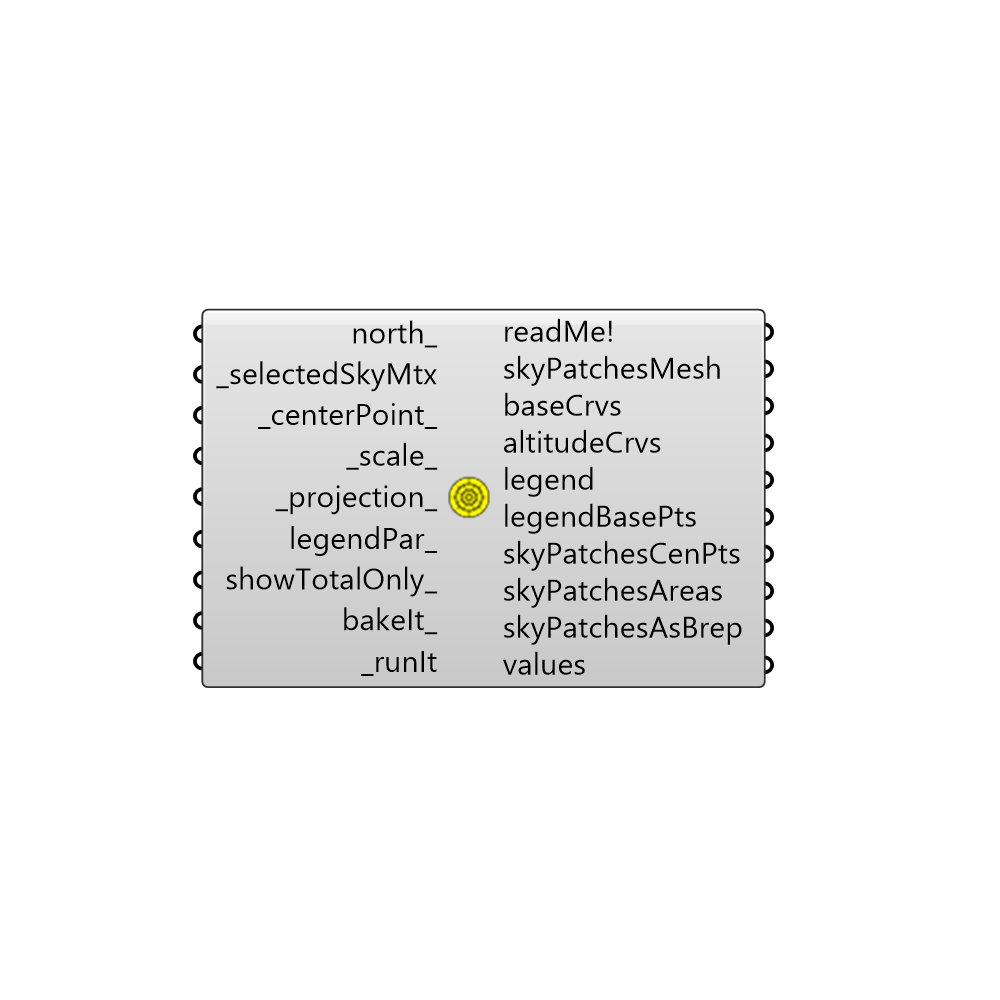 north_
_selectedSkyMtx
_centerPoint_
_scale_
_projection_
legendPar_
showTotalOnly_
bakeIt_
_runIt
readMe!
skyPatchesMesh
baseCrvs
altitudeCrvs
legend
legendBasePts
skyPatchesCenPts
skyPatchesAreas
skyPatchesAsBrep
values